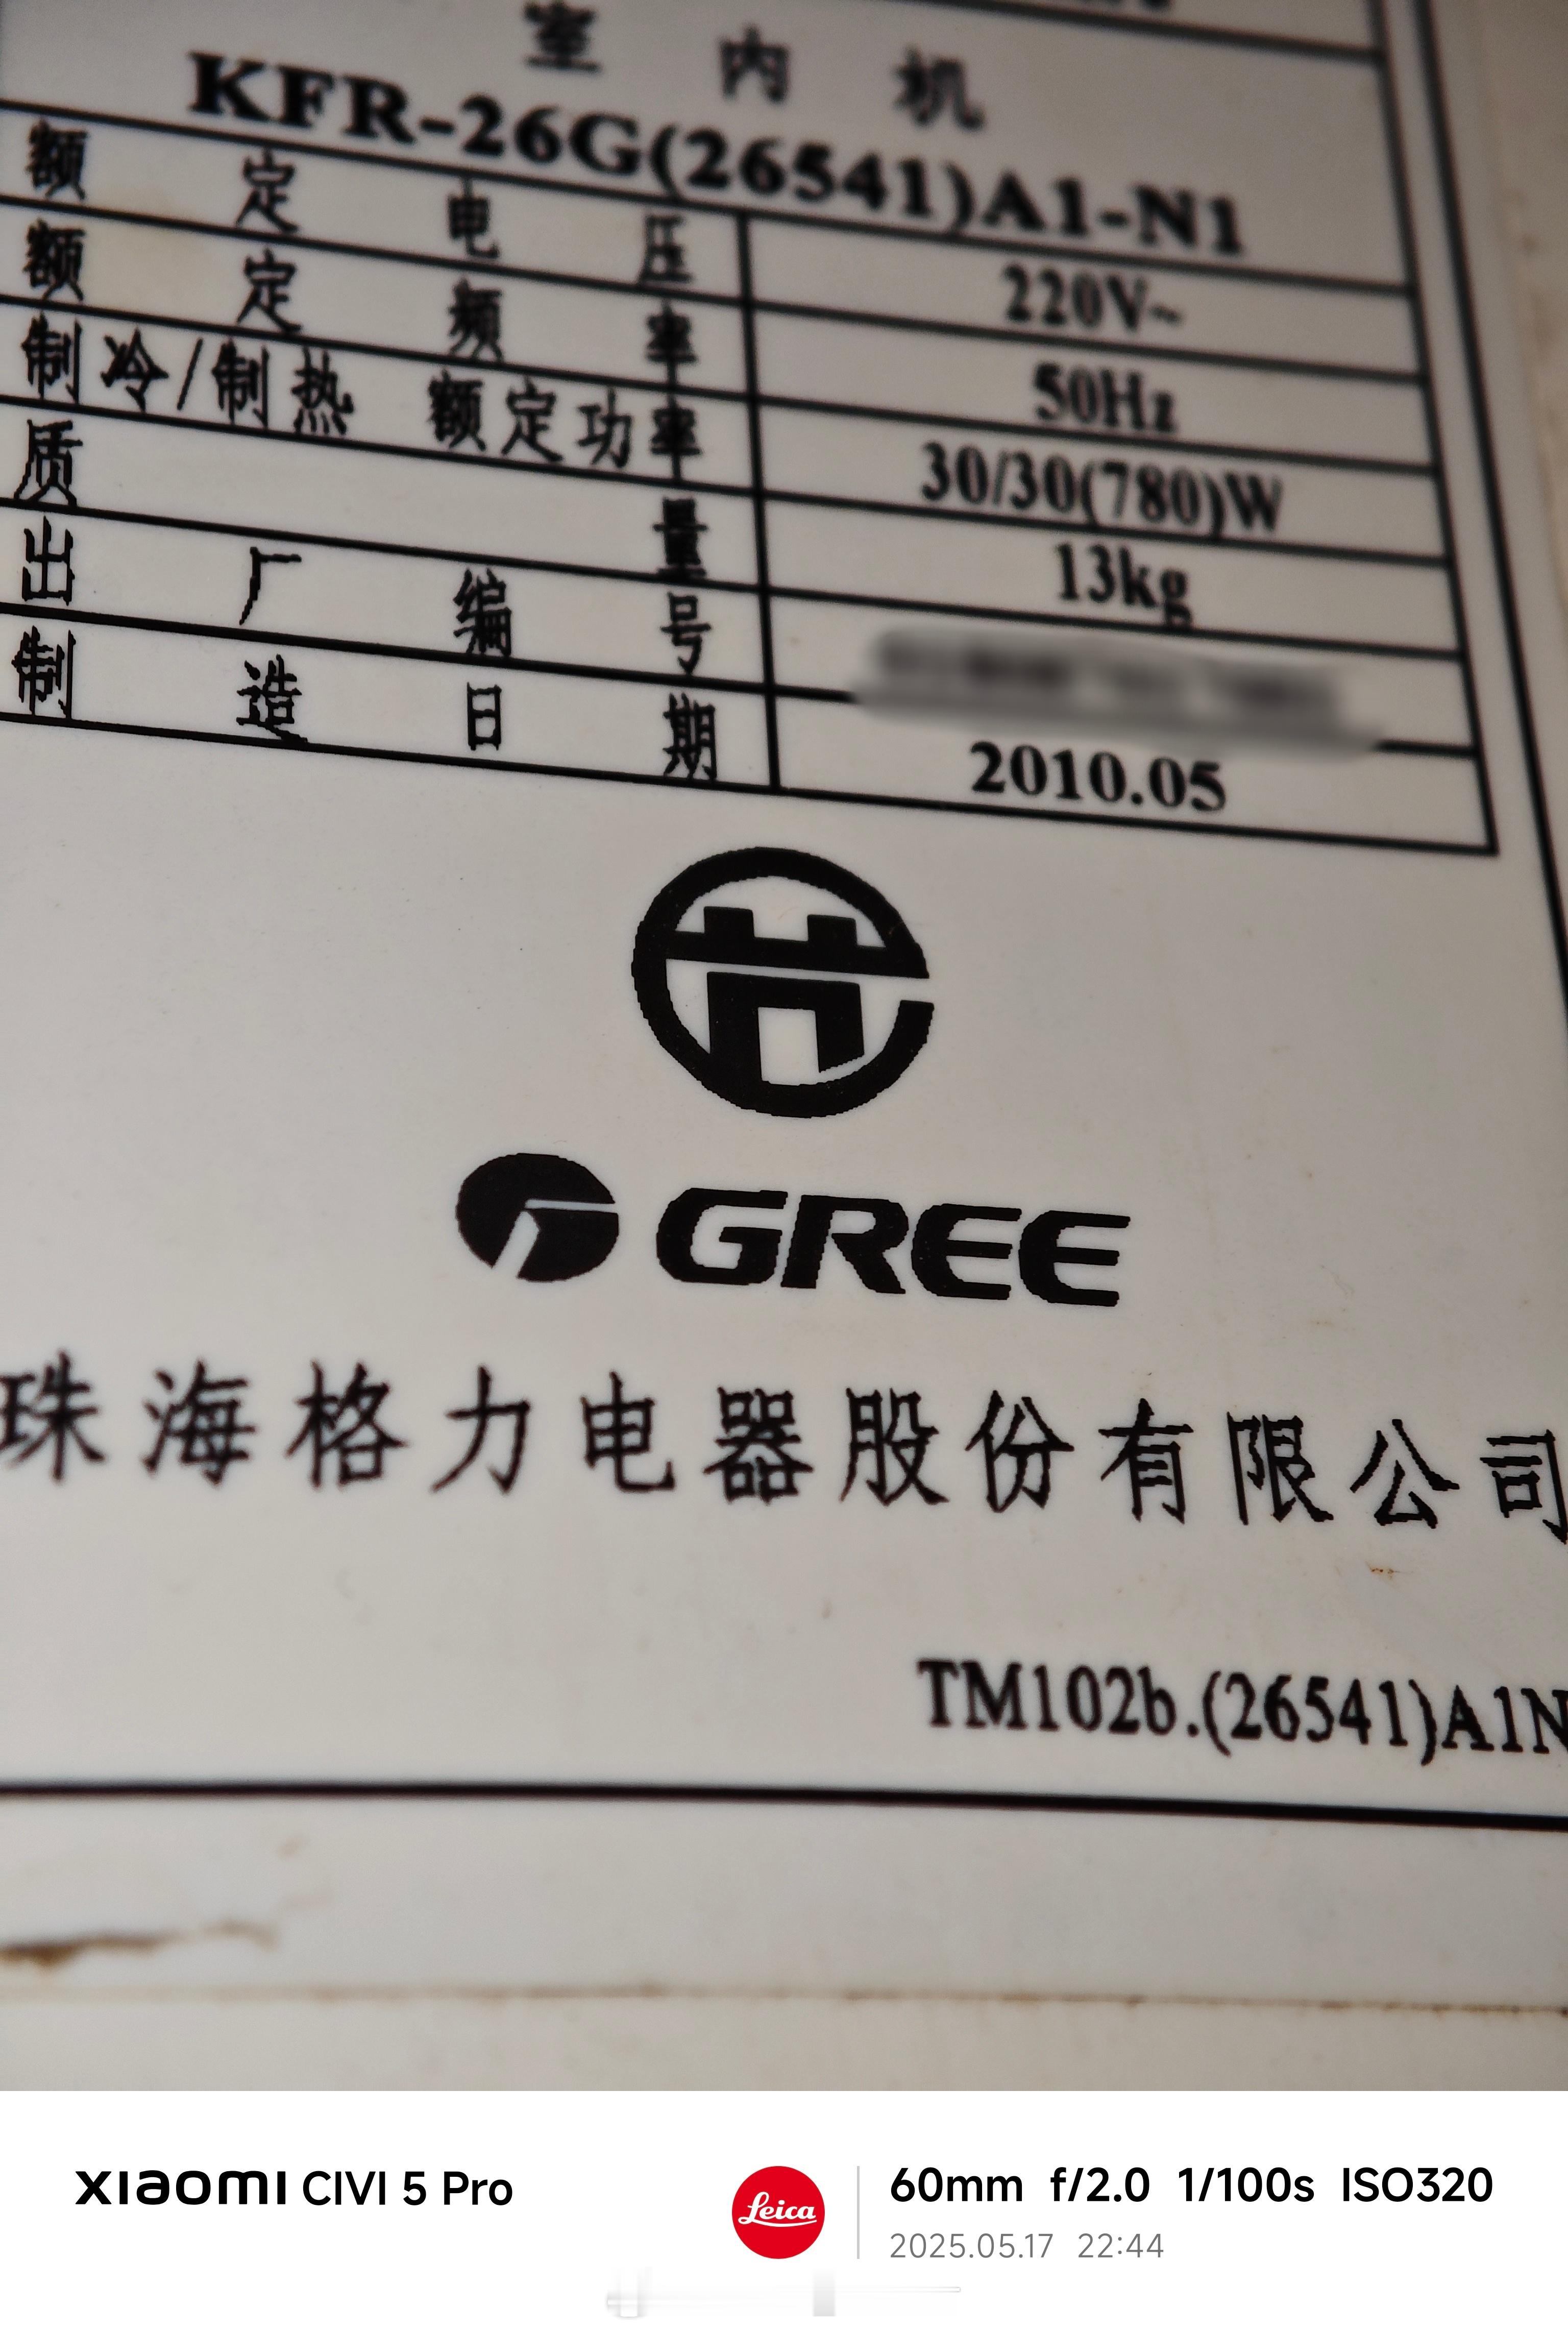 室内机
KFR-26G(26541)A1-N1
额定电压 220V~
额定频率 50Hz
制冷/制热 额定功率 30/30(780)W
质量 13kg
出厂编号
制造日期 2010.05
GREE
珠海格力电器股份有限公司
TM102b.(26541)A1N
xiaomi CIVI 5 Pro
Leica
60mm f/2.0 1/100s ISO320
2025.05.17 22:44